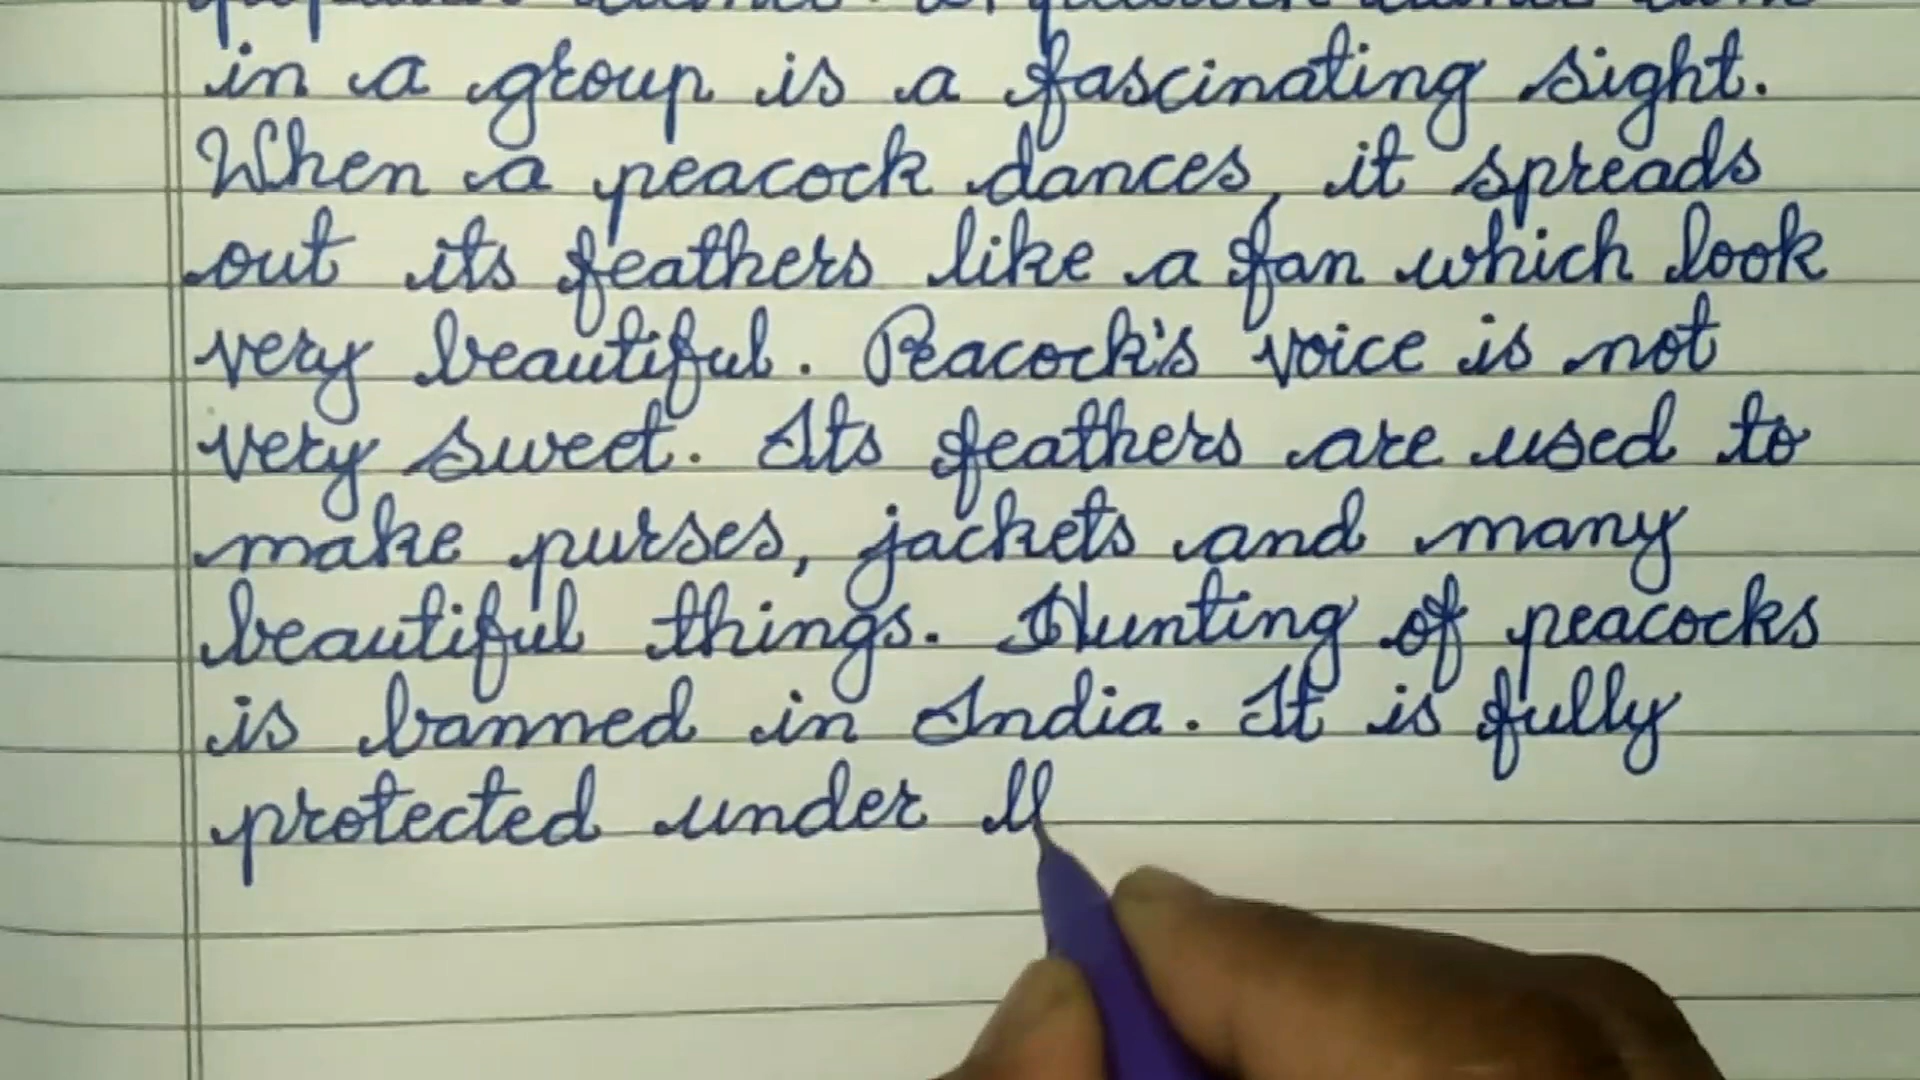 in a group is a fascinating sight.
When a peacock dances, it spreads
out its feathers like a fan which look
very beautiful. Peacock's voice is not
very sweet. Its feathers are used to
make purses, jackets and many
beautiful things. Hunting of peacocks
is banned in India. It is fully
protected under